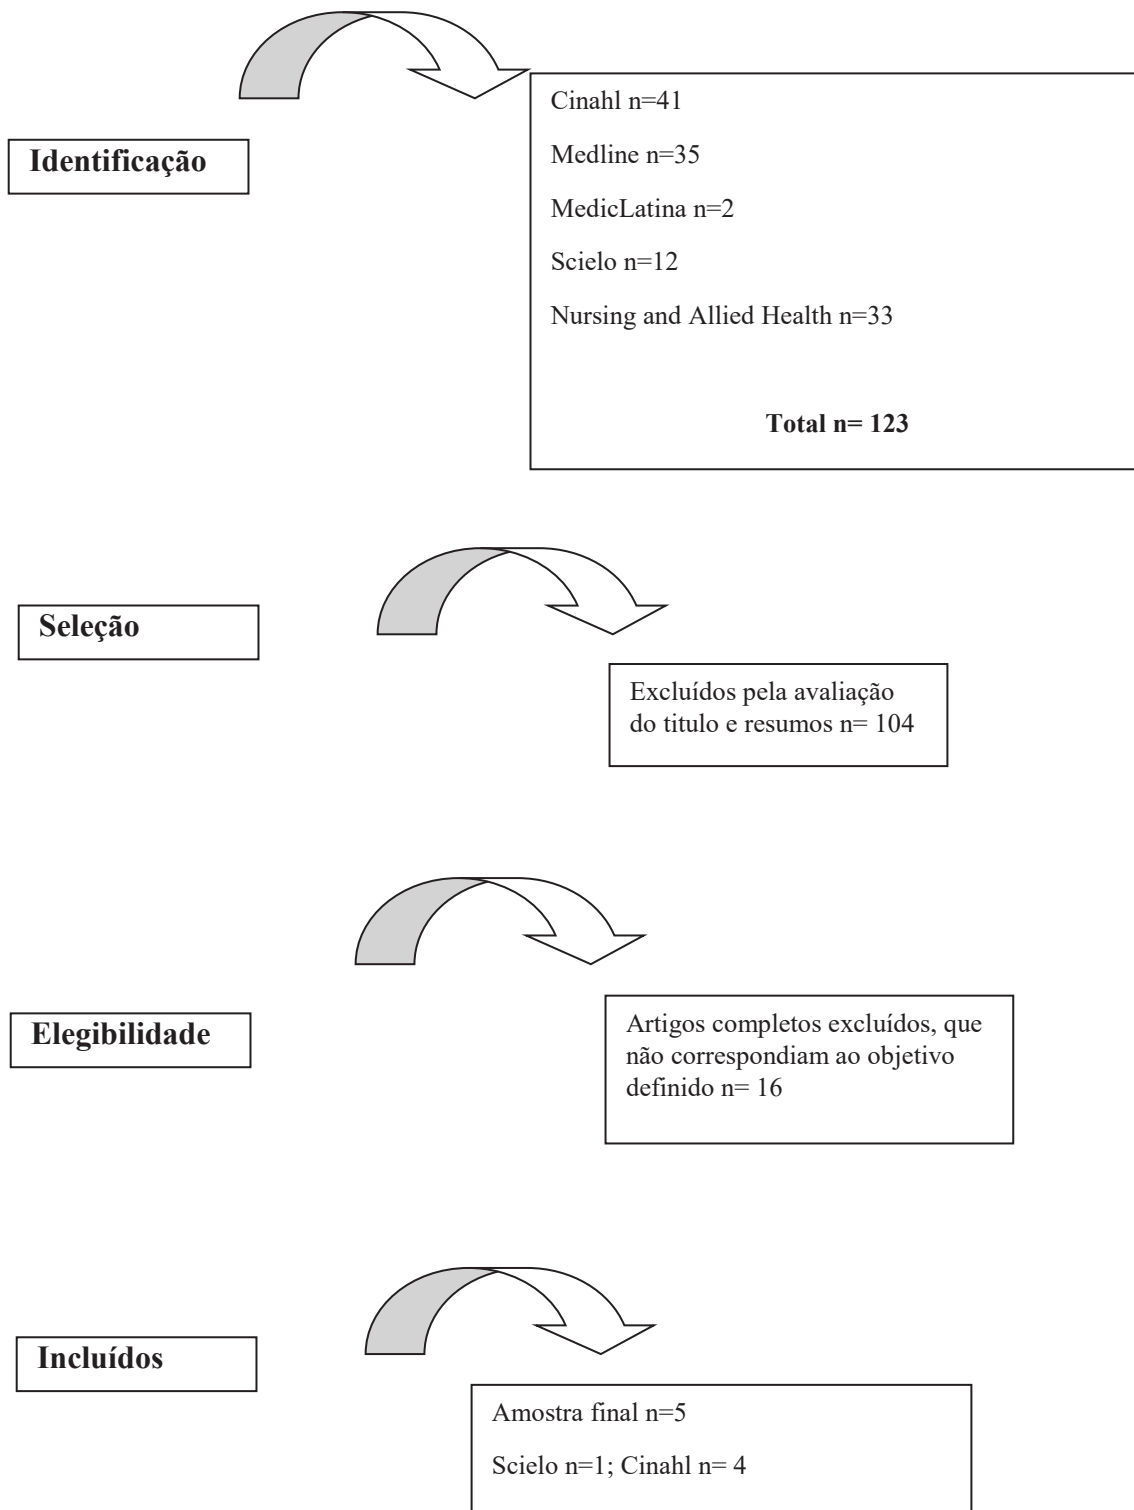 Identificação
Cinahl n=41
Medline n=35
MedicLatina n=2
Scielo n=12
Nursing and Allied Health n=33
Total n= 123
Seleção
Excluídos pela avaliação
do titulo e resumos n= 104
Elegibilidade
Artigos completos excluídos, que
não correspondiam ao objetivo
definido n= 16
Incluídos
Amostra final n=5
Scielo n=1; Cinahl n= 4